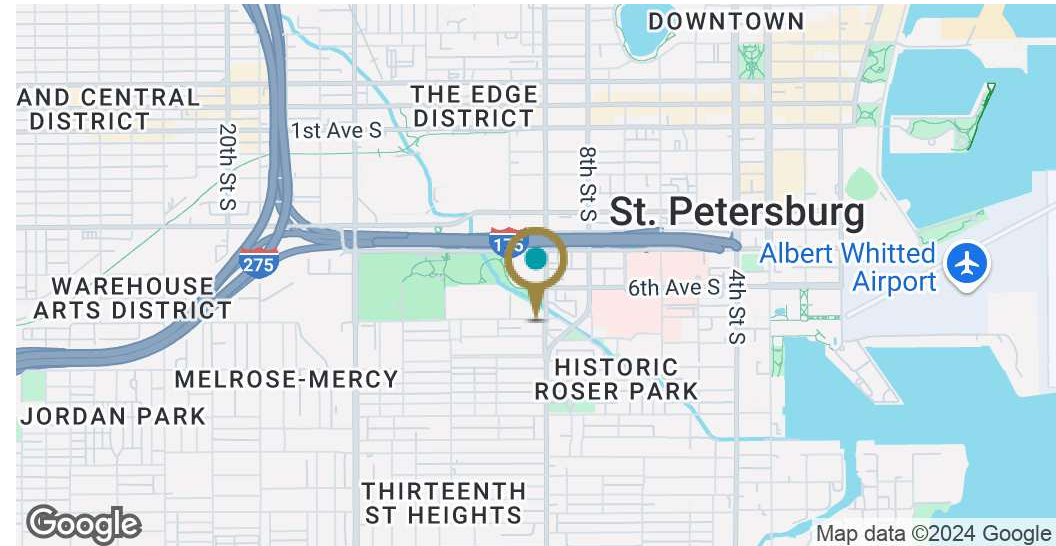 DOWNTOWN
AND CENTRAL
DISTRICT
THE EDGE
DISTRICT
1st Ave S
20th St S
8th St S
St. Petersburg
175
275
Albert Whitted
Airport
WAREHOUSE
ARTS DISTRICT
6th Ave S
4th St S
HISTORIC
ROSER PARK
MELROSE-MERCY
JORDAN PARK
THIRTEENTH
ST HEIGHTS
Google
Map data ©2024 Google